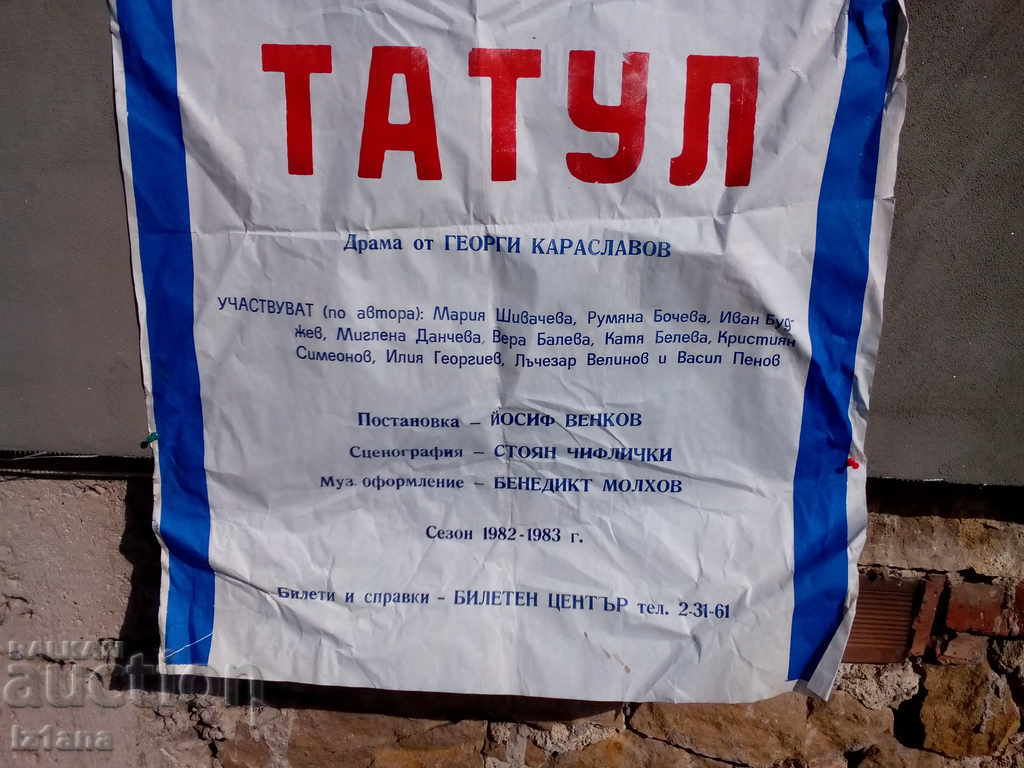 ТАТУЛ
Драма от ГЕОРГИ КАРАСЛАВОВ
УЧАСТВУВАТ (по автора): Мария Шивачева, Румяна Бочева, Иван Буд-
жев, Миглена Данчева, Вера Балева, Катя Белева, Кристиян
Симеонов, Илия Георгиев, Лъчезар Велинов и Васил Пенов
Постановка – ЙОСИФ ВЕНКОВ
Сценография – СТОЯН ЧИФЛИЧКИ
Муз. оформление – БЕНЕДИКТ МОЛХОВ
Сезон 1982-1983 г.
Билети и справки – БИЛЕТЕН ЦЕНТЪР тел. 2-31-61
БАЛКАН
auction
iz1ana